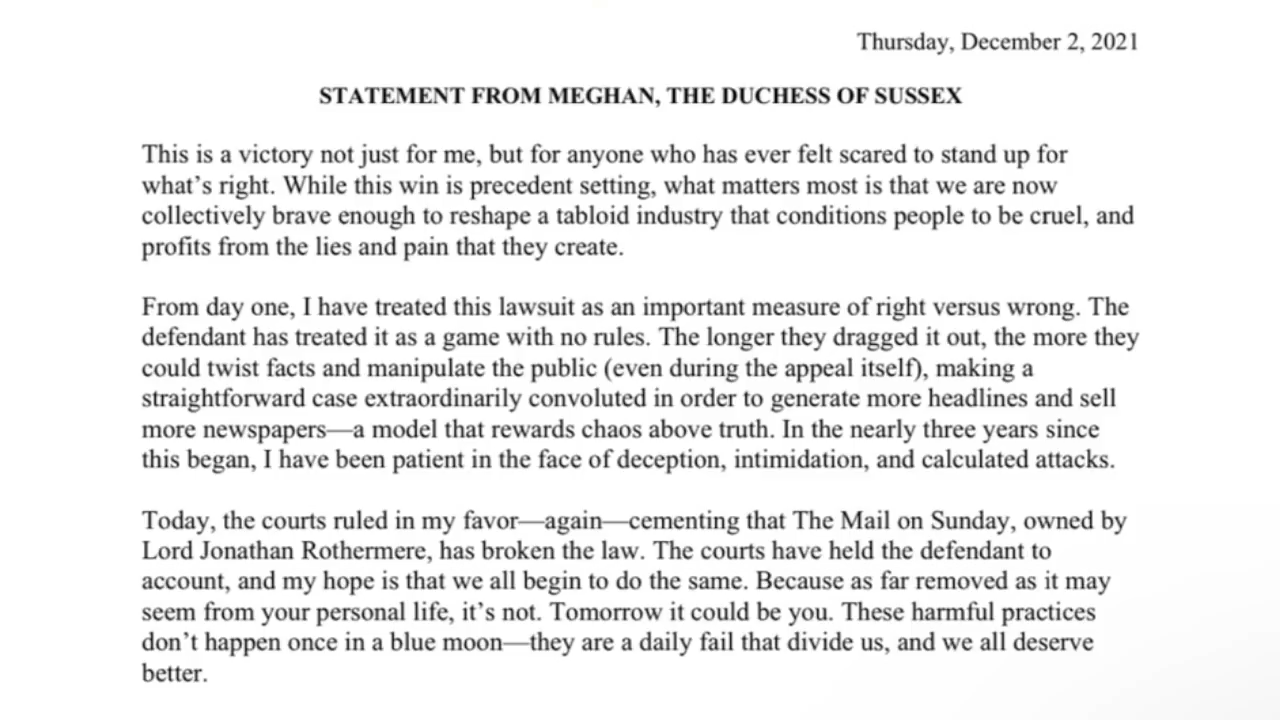 Thursday, December 2, 2021
STATEMENT FROM MEGHAN, THE DUCHESS OF SUSSEX
This is a victory not just for me, but for anyone who has ever felt scared to stand up for
what’s right. While this win is precedent setting, what matters most is that we are now
collectively brave enough to reshape a tabloid industry that conditions people to be cruel, and
profits from the lies and pain that they create.
From day one, I have treated this lawsuit as an important measure of right versus wrong. The
defendant has treated it as a game with no rules. The longer they dragged it out, the more they
could twist facts and manipulate the public (even during the appeal itself), making a
straightforward case extraordinarily convoluted in order to generate more headlines and sell
more newspapers—a model that rewards chaos above truth. In the nearly three years since
this began, I have been patient in the face of deception, intimidation, and calculated attacks.
Today, the courts ruled in my favor—again—cementing that The Mail on Sunday, owned by
Lord Jonathan Rothermere, has broken the law. The courts have held the defendant to
account, and my hope is that we all begin to do the same. Because as far removed as it may
seem from your personal life, it’s not. Tomorrow it could be you. These harmful practices
don’t happen once in a blue moon—they are a daily fail that divide us, and we all deserve
better.